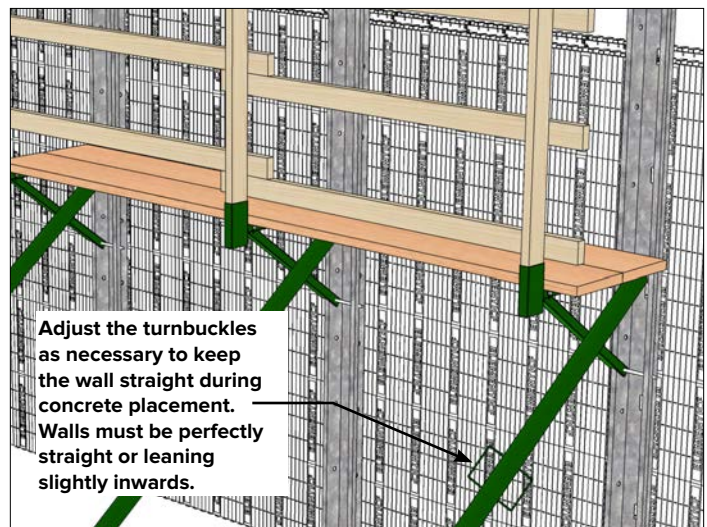 Adjust the turnbuckles
as necessary to keep
the wall straight during
concrete placement.
Walls must be perfectly
straight or leaning
slightly inwards.